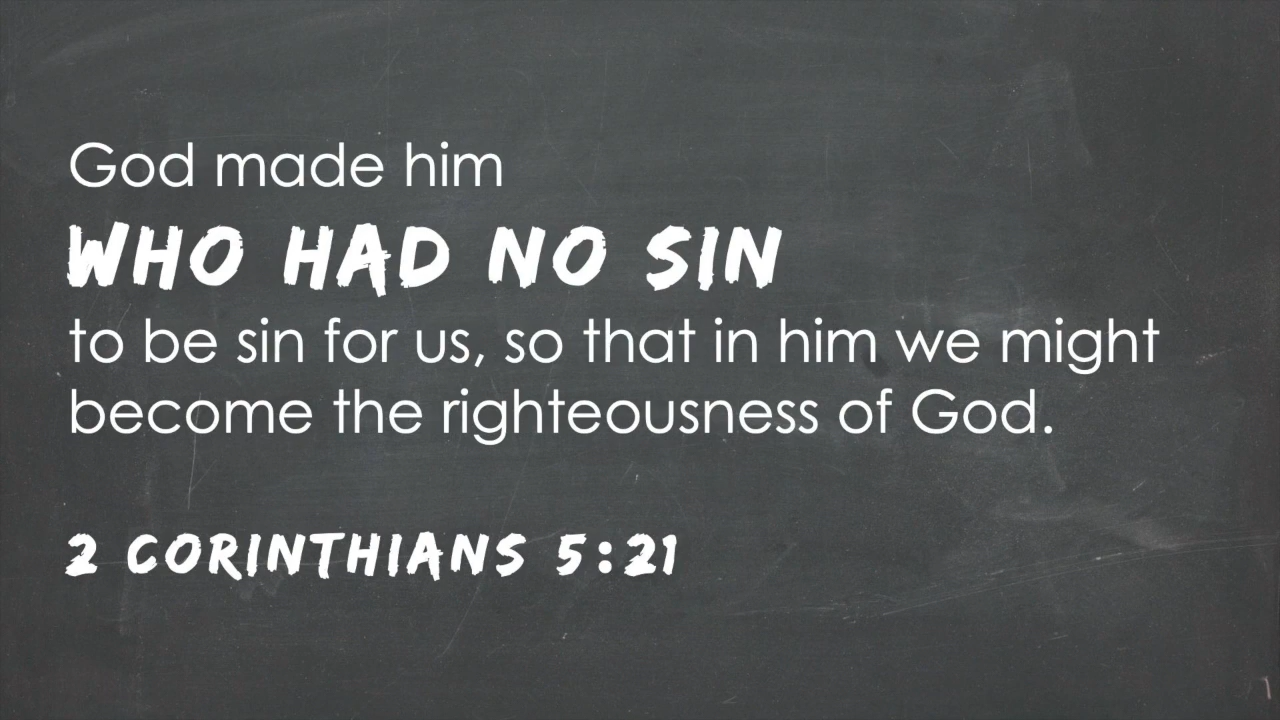 God made him
WHO HAD NO SIN
to be sin for us, so that in him we might
become the righteousness of God.
2 CORINTHIANS 5:21